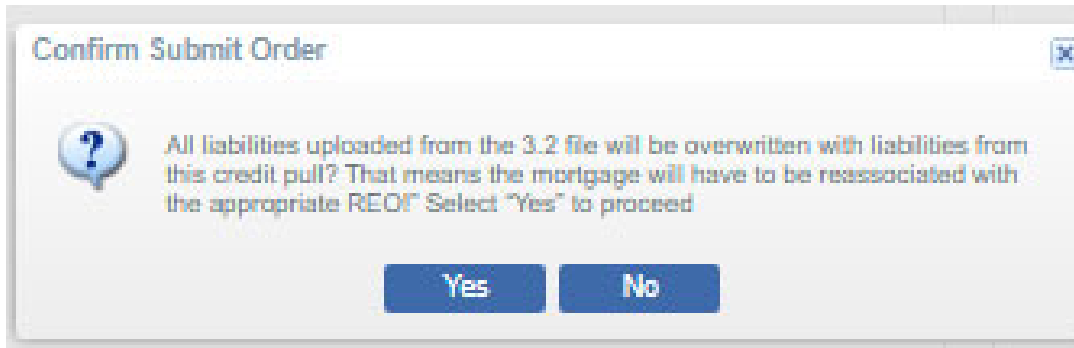 Confirm Submit Order
All liabilities uploaded from the 3.2 file will be overwritten with liabilities from
this credit pull? That means the mortgage will have to be reassociated with
the appropriate REO!" Select "Yes" to proceed
Yes No